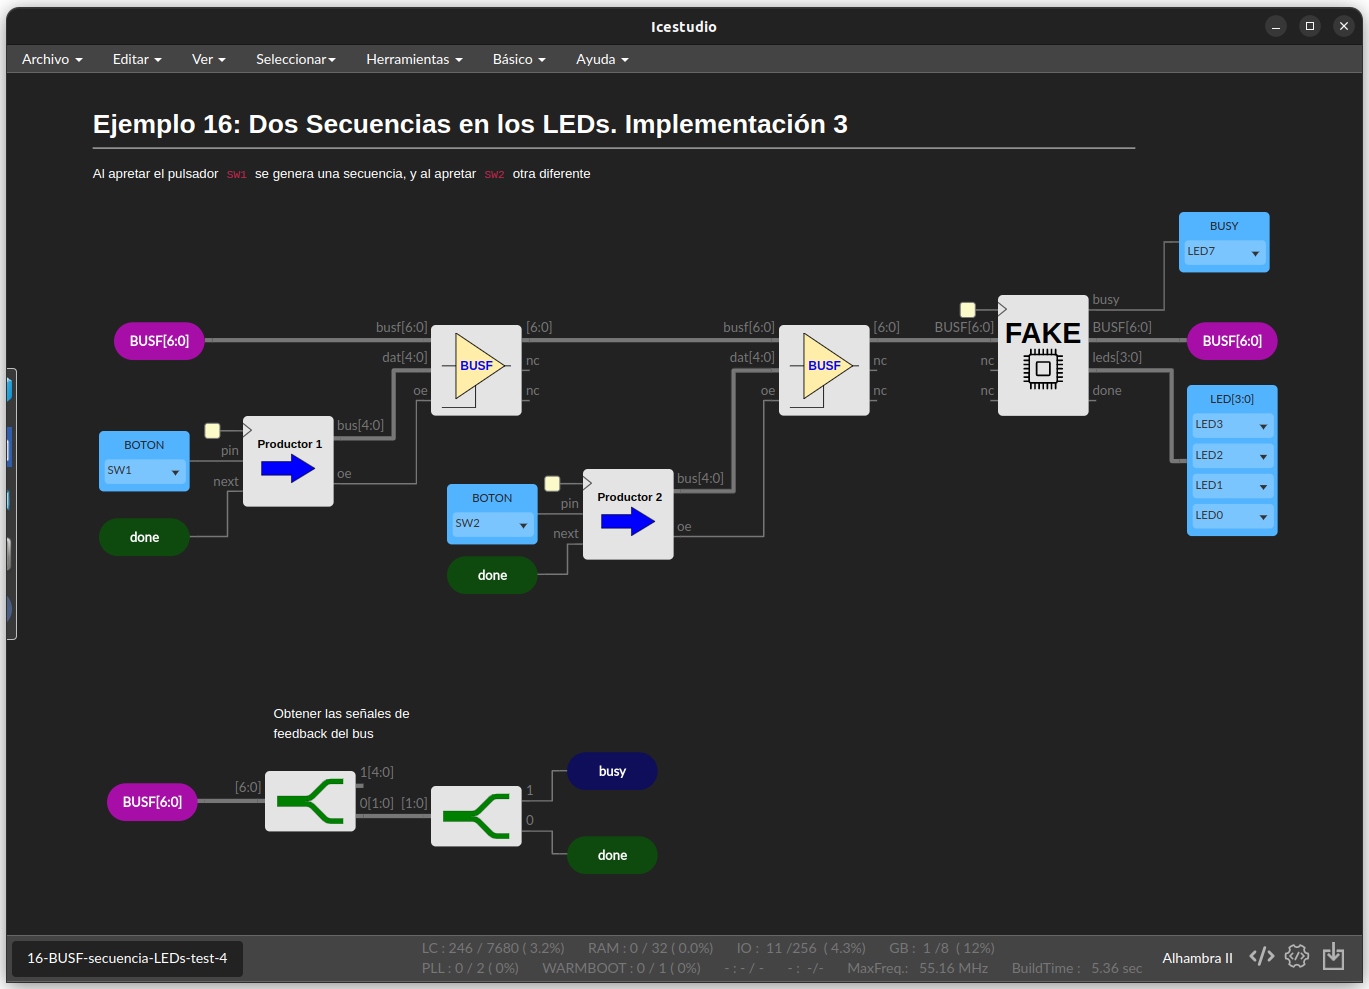 Icestudio
Archivo Editar Ver Seleccionar Herramientas Básico Ayuda
Ejemplo 16: Dos Secuencias en los LEDs. Implementación 3
Al apretar el pulsador SW1 se genera una secuencia, y al apretar SW2 otra diferente
BUSY
LED7
busy
BUSF[6:0]
busf[6:0]
[6:0]
busf[6:0]
[6:0]
BUSF[6:0]
FAKE
BUSF[6:0]
BUSF[6:0]
dat[4:0]
BUSF
nc
dat[4:0]
BUSF
nc
nc
leds[3:0]
oe
nc
oe
nc
nc
done
LED[3:0]
LED3
LED2
LED1
LED0
BOTON
SW1
pin
next
Productor 1
bus[4:0]
oe
done
BOTON
SW2
pin
next
Productor 2
bus[4:0]
oe
done
Obtener las señales de
feedback del bus
BUSF[6:0]
[6:0]
1[4:0]
0[1:0]
[1:0]
1
0
busy
done
16-BUSF-secuencia-LEDs-test-4
LC : 246 / 7680 ( 3.2%) RAM : 0 / 32 ( 0.0%) IO : 11 /256 ( 4.3%) GB : 1 /8 ( 12%)
PLL : 0 / 2 ( 0%) WARMBOOT : 0 / 1 ( 0%) - : - / - - : -/- MaxFreq.: 55.16 MHz BuildTime : 5.36 sec
Alhambra II